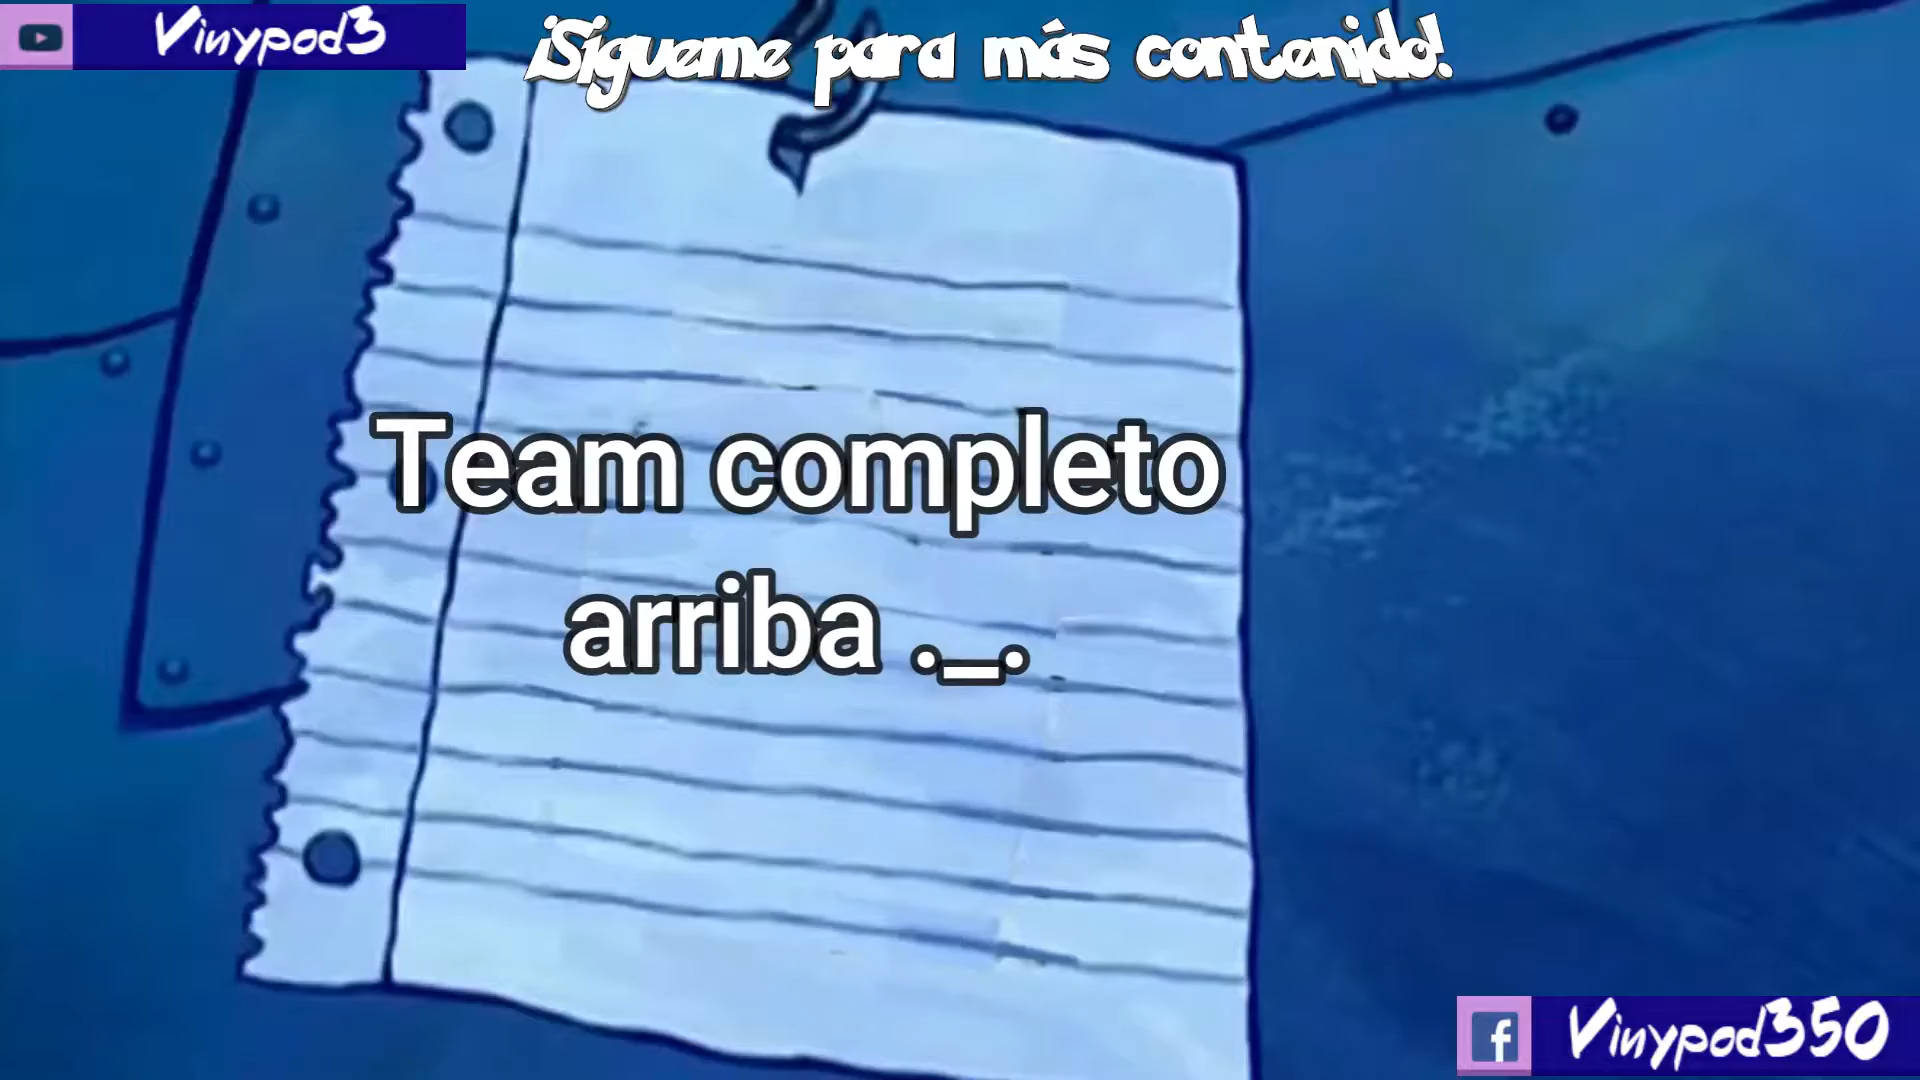 Vinypod3
¡Sígueme para más contenido!
Team completo
arriba ._.
Vinypod350